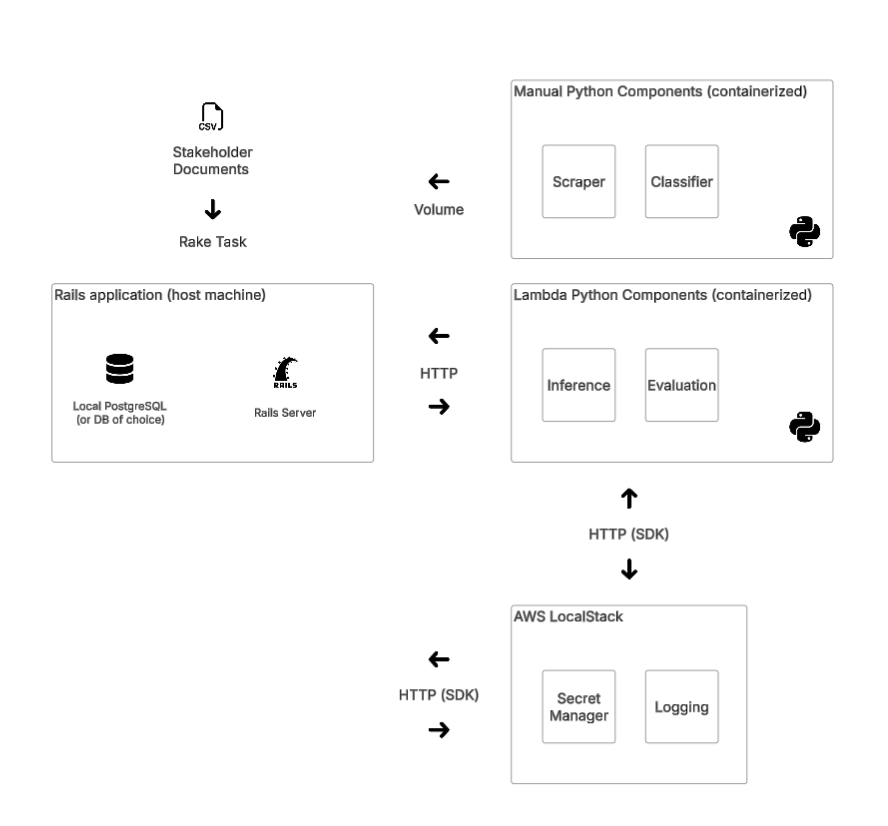 Manual Python Components (containerized)
CSV
Stakeholder
Documents
Scraper
Classifier
Volume
Rake Task
Rails application (host machine)
Lambda Python Components (containerized)
HTTP
RAILS
Local PostgreSQL
(or DB of choice)
Rails Server
Inference
Evaluation
HTTP (SDK)
AWS LocalStack
HTTP (SDK)
Secret
Manager
Logging